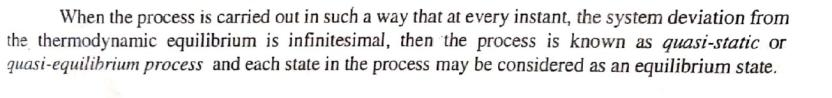 When the process is carried out in such a way that at every instant, the system deviation from
the thermodynamic equilibrium is infinitesimal, then the process is known as quasi-static or
quasi-equilibrium process and each state in the process may be considered as an equilibrium state.